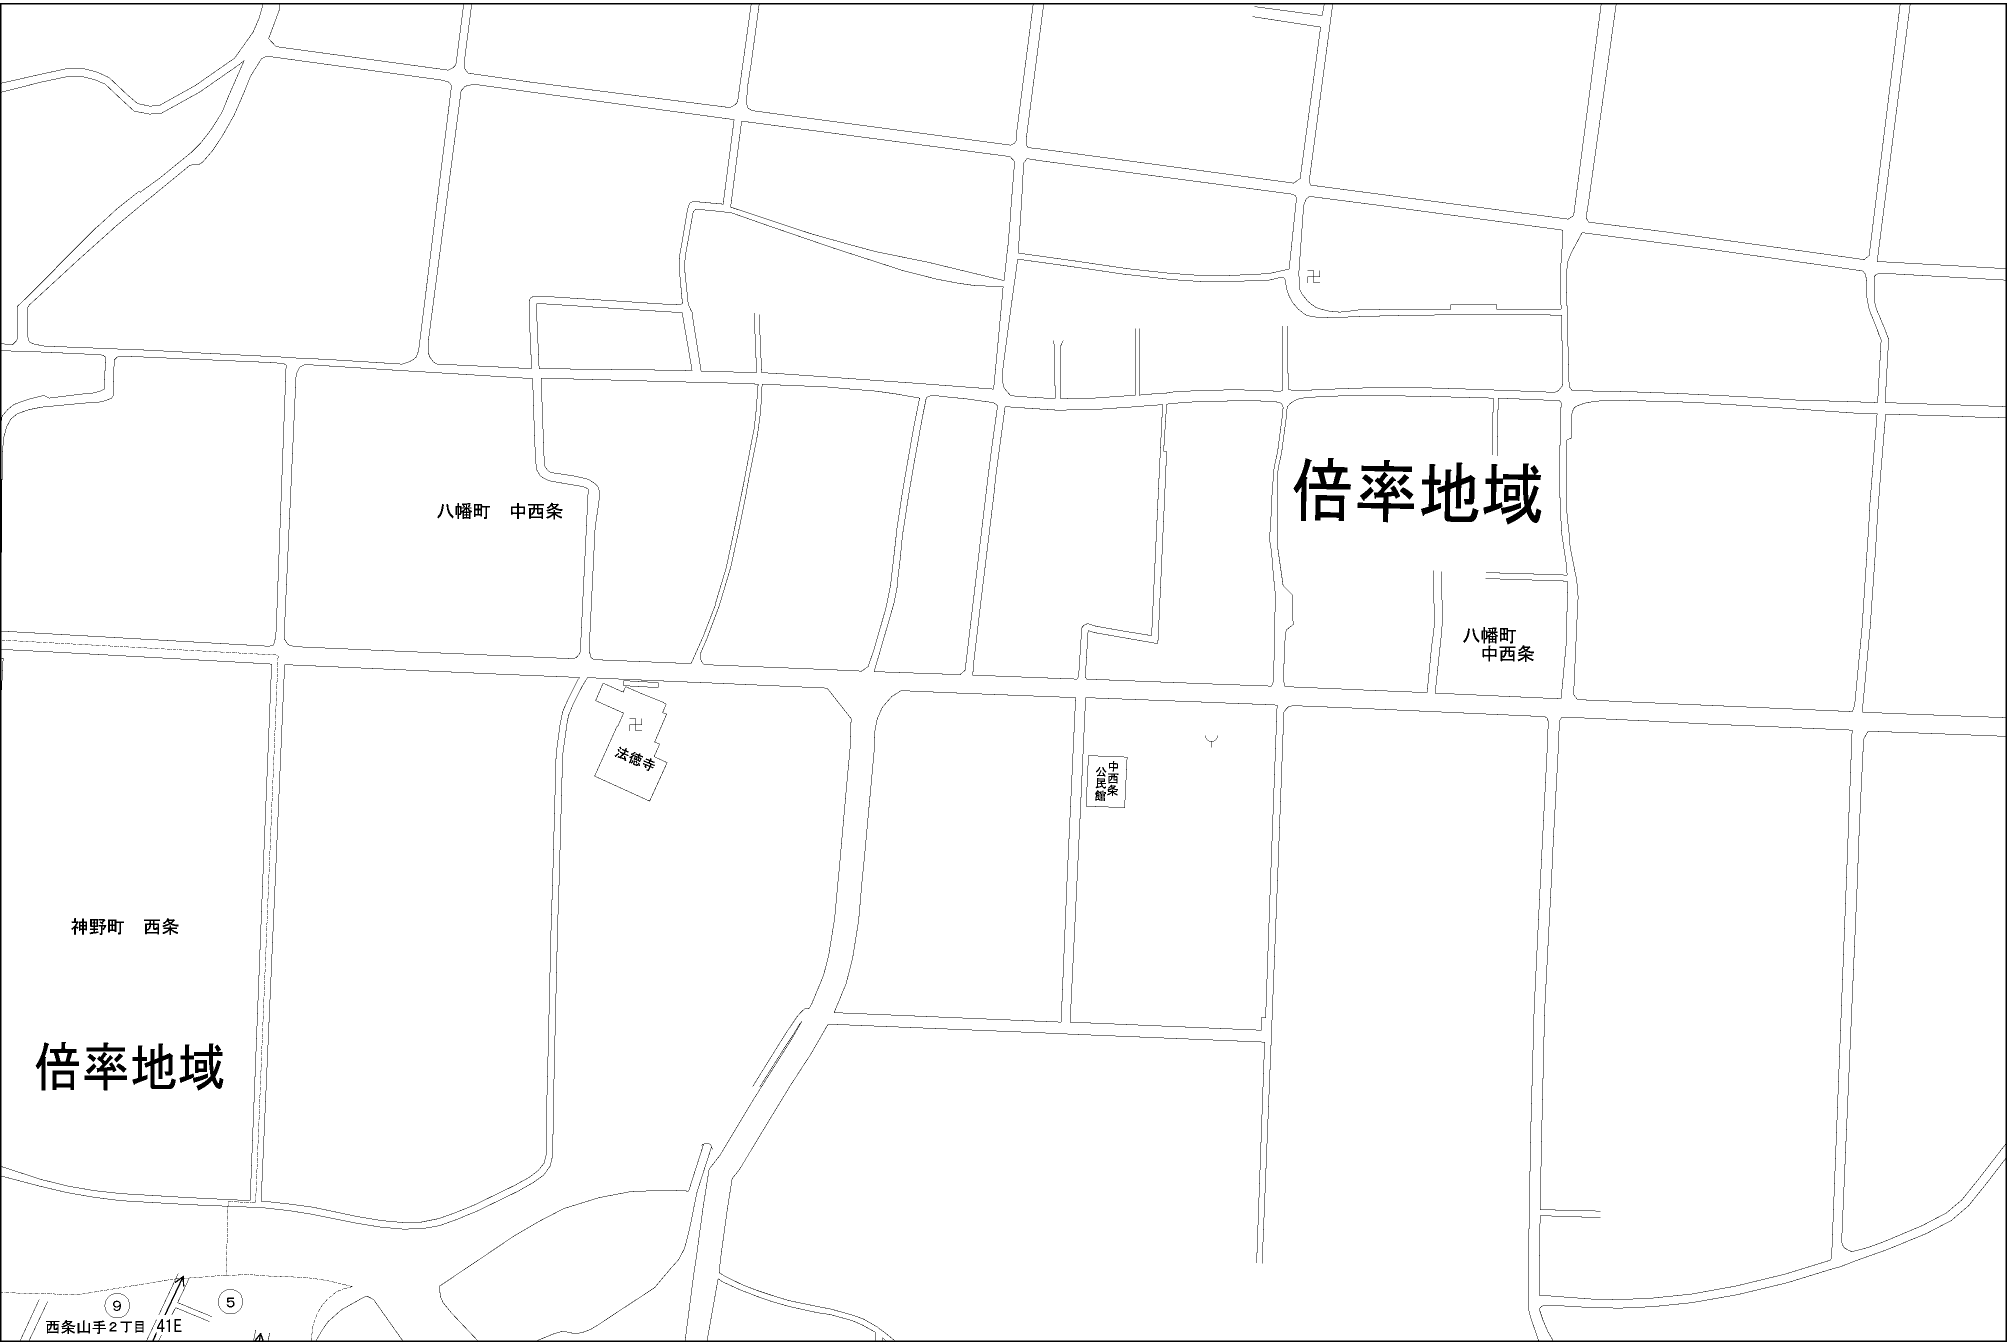 倍率地域
八幡町　中西条
八幡町
中西条
法徳寺
中西条
公民館
神野町　西条
倍率地域
9
5
西条山手2丁目
41E